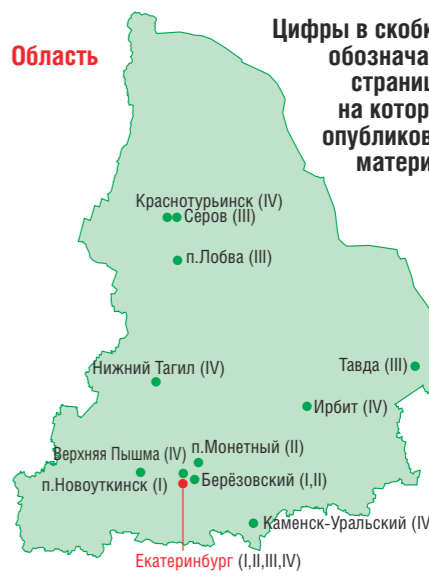 Область
Цифры в скобк
обознача
страниц
на котор
опубликов
матери
Краснотурьинск (IV)
Серов (III)
п.Лобва (III)
Нижний Тагил (IV)
Тавда (III)
Ирбит (IV)
п.Монетный (II)
Верхняя Пышма (IV)
Берёзовский (I,II)
п.Новоуткинск (I)
Каменск-Уральский (IV
Екатеринбург (I,II,III,IV)